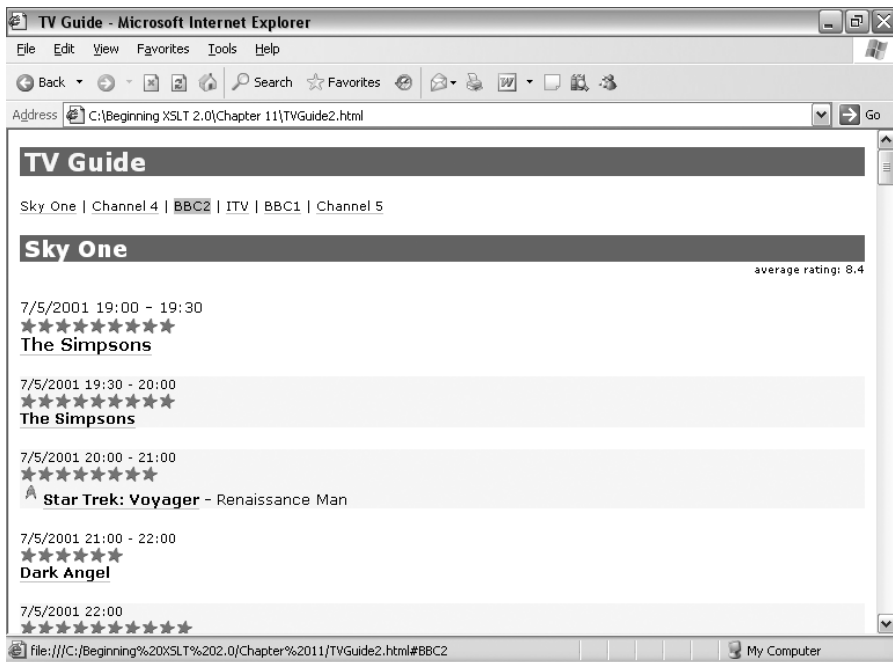 TV Guide - Microsoft Internet Explorer
File Edit View Favorites Tools Help
Back Search Favorites
Address C:\Beginning XSLT 2.0\Chapter 11\TVGuide2.html Go
TV Guide
Sky One | Channel 4 | BBC2 | ITV | BBC1 | Channel 5
Sky One
average rating: 8.4
7/5/2001 19:00 - 19:30
The Simpsons
7/5/2001 19:30 - 20:00
The Simpsons
7/5/2001 20:00 - 21:00
Star Trek: Voyager - Renaissance Man
7/5/2001 21:00 - 22:00
Dark Angel
7/5/2001 22:00
file:///C:/Beginning%20XSLT%202.0/Chapter%2011/TVGuide2.html#BBC2 My Computer